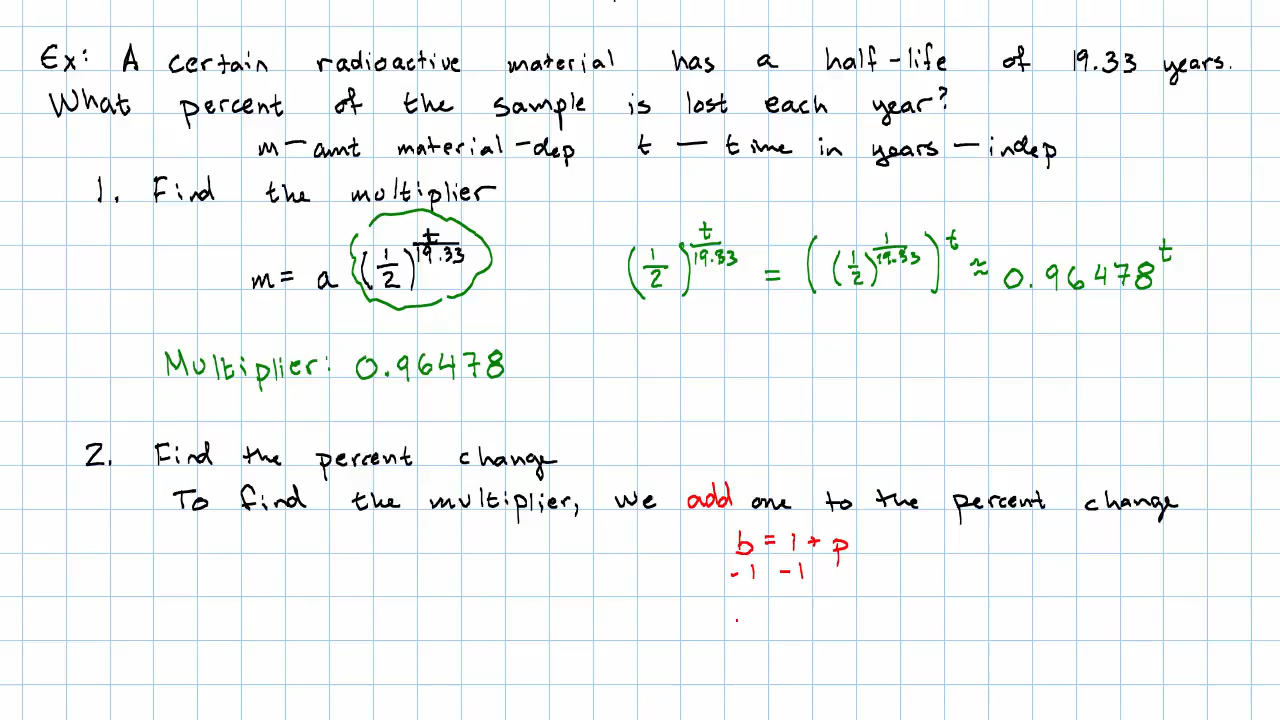 Ex: A certain radioactive material has a half-life of 19.33 years.
What percent of the sample is lost each year?
m — amt material - dep t — time in years — indep
1. Find the multiplier
m = a (1/2)^(t/19.33) (1/2)^(t/19.33) = ((1/2)^(1/19.33))^t ≈ 0.96478^t
Multiplier: 0.96478
2. Find the percent change
To find the multiplier, we add one to the percent change
b = 1 + p
-1 -1